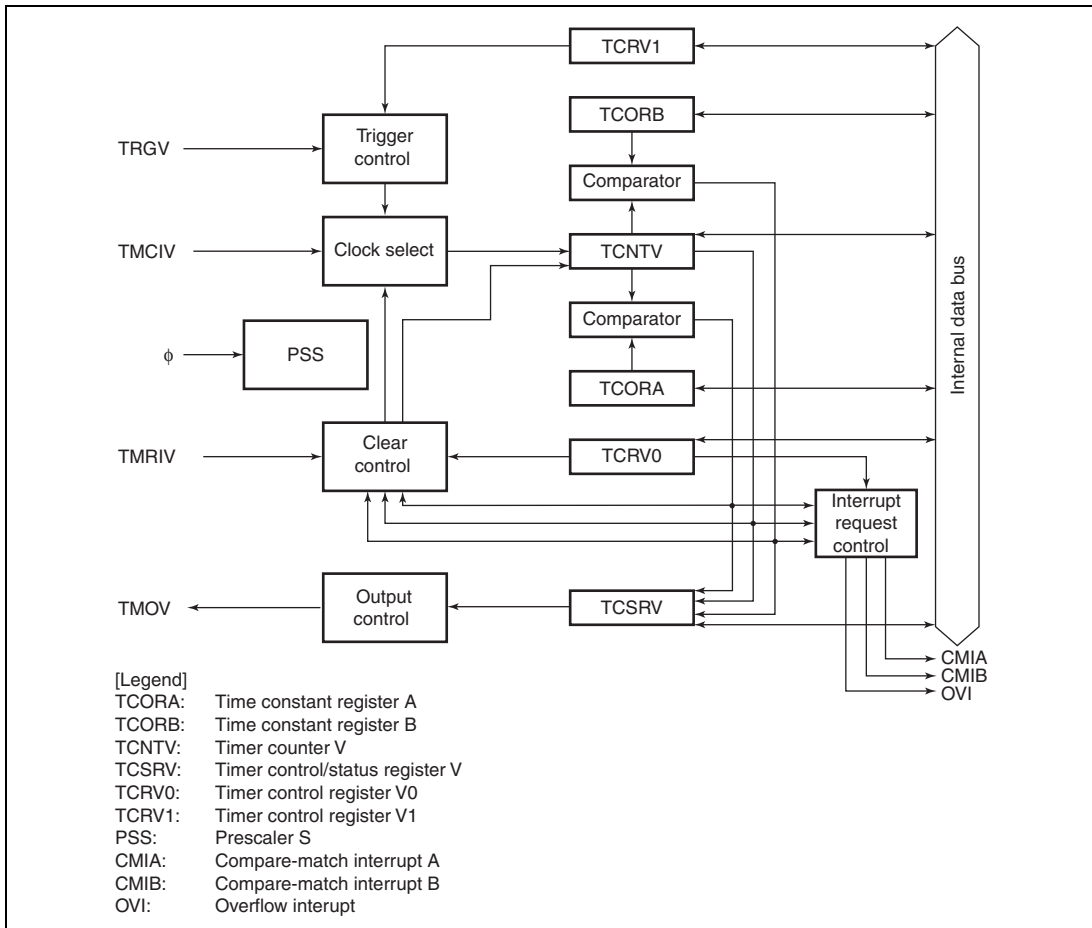 TCRV1
TCORB
Trigger
control
TRGV
Comparator
Clock select
TMCIV
TCNTV
Comparator
φ
PSS
TCORA
Internal data bus
Clear
control
TMRIV
TCRV0
Interrupt
request
control
Output
control
TMOV
TCSRV
CMIA
CMIB
OVI
[Legend]
TCORA: Time constant register A
TCORB: Time constant register B
TCNTV: Timer counter V
TCSRV: Timer control/status register V
TCRV0: Timer control register V0
TCRV1: Timer control register V1
PSS: Prescaler S
CMIA: Compare-match interrupt A
CMIB: Compare-match interrupt B
OVI: Overflow interupt